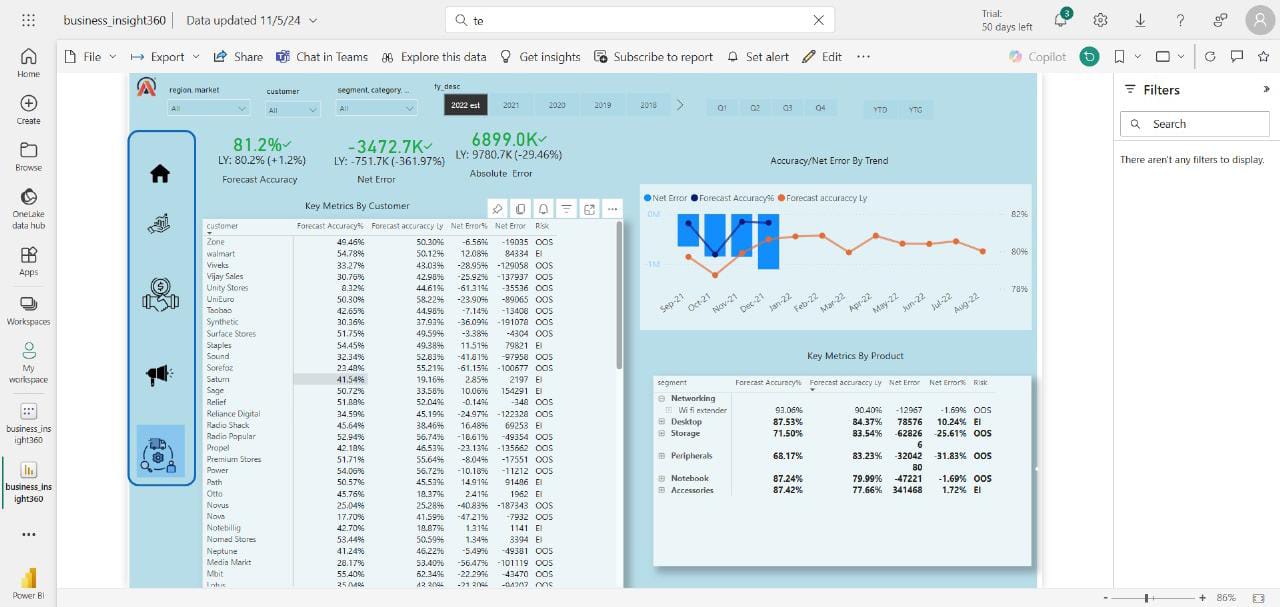 business_insight360 Data updated 11/5/24
te
Trial:
50 days left
3
Home
Create
Browse
OneLake
data hub
Apps
Workspaces
My
workspace
business_ins
ight360
business_ins
ight360
Power BI
File Export Share Chat in Teams Explore this data Get insights Subscribe to report Set alert Edit
Copilot
region, market
All
customer
All
segment, category, ...
All
fy_desc
2022 est 2021 2020 2019 2018
Q1 Q2 Q3 Q4
YTD YTG
81.2%
LY: 80.2% (+1.2%)
Forecast Accuracy
-3472.7K
LY: -751.7K (-361.97%)
Net Error
6899.0K
LY: 9780.7K (-29.46%)
Absolute Error
Key Metrics By Customer
customer Forecast Accuracy% Forecast accuraccy Ly Net Error% Net Error Risk
Zone 49.46% 50.30% -6.56% -19035 OOS
walmart 54.78% 50.12% 12.08% 84334 EI
Viveks 33.27% 43.03% -28.95% -129058 OOS
Vijay Sales 30.76% 42.98% -25.92% -137937 OOS
Unity Stores 8.32% 44.61% -61.31% -35536 OOS
UniEuro 50.30% 58.22% -23.90% -89065 OOS
Taobao 42.65% 44.98% -7.14% -13408 OOS
Synthetic 30.36% 37.93% -36.09% -191078 OOS
Surface Stores 51.75% 49.59% -3.38% -4304 OOS
Staples 54.45% 49.38% 11.51% 79821 EI
Sound 32.34% 52.83% -41.81% -97958 OOS
Sorefoz 23.48% 55.21% -61.15% -100677 OOS
Saturn 41.54% 19.16% 2.85% 2197 EI
Sage 50.72% 33.58% 10.06% 154291 EI
Relief 51.88% 52.04% -0.14% -348 OOS
Reliance Digital 34.59% 45.19% -24.97% -122328 OOS
Radio Shack 45.64% 38.46% 16.48% 69253 EI
Radio Popular 52.94% 56.74% -18.61% -49354 OOS
Propel 42.18% 46.53% -23.13% -135662 OOS
Premium Stores 51.71% 55.64% -8.04% -17551 OOS
Power 54.06% 56.72% -10.18% -11212 OOS
Path 50.57% 45.53% 14.91% 91486 EI
Otto 45.76% 18.37% 2.41% 1962 EI
Novus 25.04% 25.28% -40.83% -187343 OOS
Nova 17.70% 41.59% -47.21% -7932 OOS
Notebillig 42.70% 18.87% 1.31% 1141 EI
Nomad Stores 53.44% 50.59% 1.34% 3394 EI
Neptune 41.24% 46.22% -5.49% -49381 OOS
Media Markt 28.17% 53.40% -56.47% -101119 OOS
Mbit 55.40% 62.34% -22.29% -43470 OOS
Lotus 35.04% 43.30% -21.30% -94207 OOS
Accuracy/Net Error By Trend
Net Error Forecast Accuracy% Forecast accuraccy Ly
0M
-1M
82%
80%
78%
Sep-21 Oct-21 Nov-21 Dec-21 Jan-22 Feb-22 Mar-22 Apr-22 May-22 Jun-22 Jul-22 Aug-22
Key Metrics By Product
segment Forecast Accuracy% Forecast accuraccy Ly Net Error Net Error% Risk
Networking
Wi fi extender 93.06% 90.40% -12967 -1.69% OOS
Desktop 87.53% 84.37% 78576 10.24% EI
Storage 71.50% 83.54% -62826 -25.61% OOS
6
Peripherals 68.17% 83.23% -32042 -31.83% OOS
80
Notebook 87.24% 79.99% -47221 -1.69% OOS
Accessories 87.42% 77.66% 341468 1.72% EI
Filters
Search
There aren't any filters to display.
- + 86%